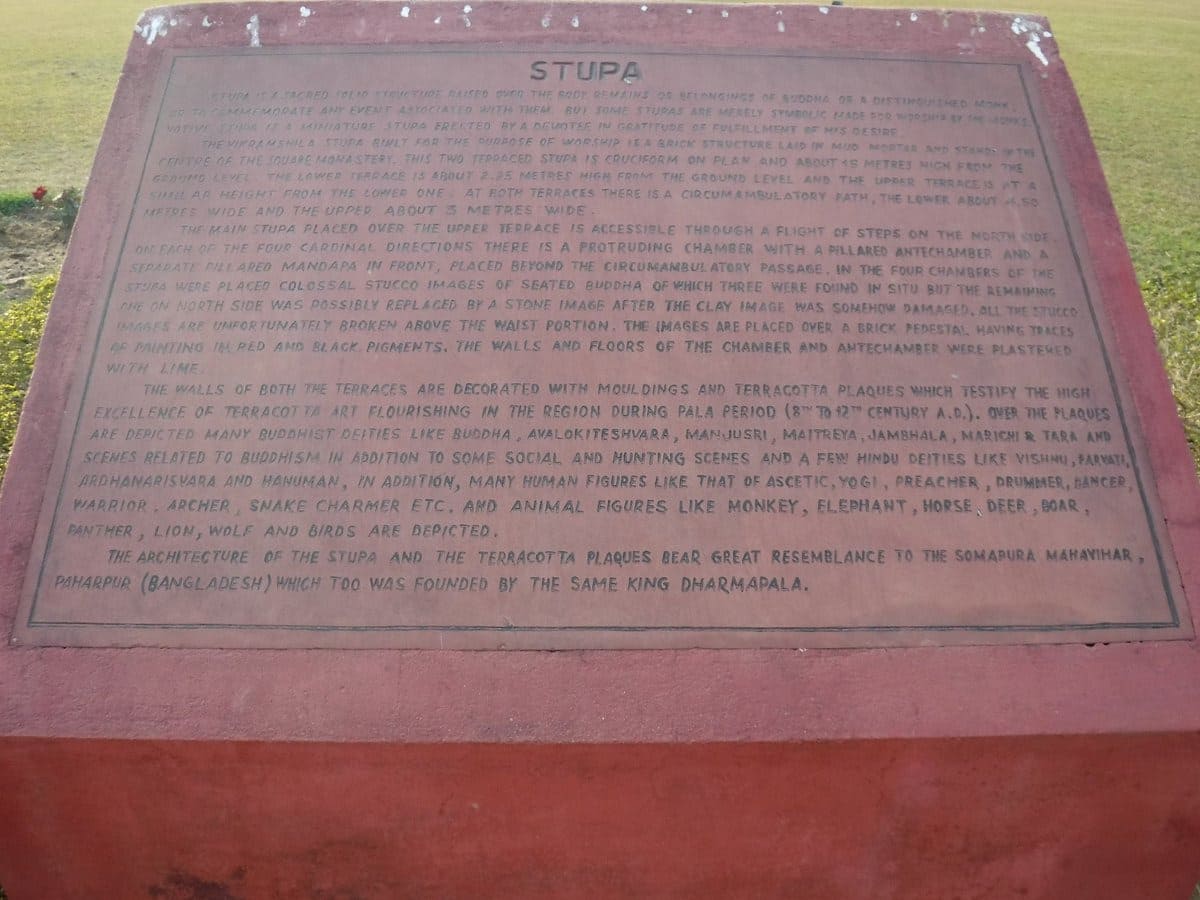 STUPA
STUPA IS A SACRED SOLID STRUCTURE RAISED OVER THE BODY REMAINS OR BELONGINGS OF BUDDHA OR A DISTINGUISHED MONK
OR TO COMMEMORATE ANY EVENT ASSOCIATED WITH THEM. BUT SOME STUPAS ARE MERELY SYMBOLIC MADE FOR WORSHIP BY THE MONKS.
VOTIVE STUPA IS A MINIATURE STUPA ERECTED BY A DEVOTEE IN GRATITUDE OF FULFILLMENT OF HIS DESIRE.
THE VIKRAMSHILA STUPA BUILT FOR THE PURPOSE OF WORSHIP IS A BRICK STRUCTURE LAID IN MUD MORTAR AND STANDS IN THE
CENTRE OF THE SQUARE MONASTERY. THIS TWO TERRACED STUPA IS CRUCIFORM ON PLAN AND ABOUT 15 METRES HIGH FROM THE
GROUND LEVEL. THE LOWER TERRACE IS ABOUT 2.25 METRES HIGH FROM THE GROUND LEVEL AND THE UPPER TERRACE IS AT A
SIMILAR HEIGHT FROM THE LOWER ONE. AT BOTH TERRACES THERE IS A CIRCUMAMBULATORY PATH, THE LOWER ABOUT 4.50
METRES WIDE AND THE UPPER ABOUT 3 METRES WIDE.
THE MAIN STUPA PLACED OVER THE UPPER TERRACE IS ACCESSIBLE THROUGH A FLIGHT OF STEPS ON THE NORTH SIDE.
ON EACH OF THE FOUR CARDINAL DIRECTIONS THERE IS A PROTRUDING CHAMBER WITH A PILLARED ANTECHAMBER AND A
SEPARATE PILLARED MANDAPA IN FRONT, PLACED BEYOND THE CIRCUMAMBULATORY PASSAGE. IN THE FOUR CHAMBERS OF THE
STUPA WERE PLACED COLOSSAL STUCCO IMAGES OF SEATED BUDDHA OF WHICH THREE WERE FOUND IN SITU BUT THE REMAINING
ONE ON NORTH SIDE WAS POSSIBLY REPLACED BY A STONE IMAGE AFTER THE CLAY IMAGE WAS SOMEHOW DAMAGED. ALL THE STUCCO
IMAGES ARE UNFORTUNATELY BROKEN ABOVE THE WAIST PORTION. THE IMAGES ARE PLACED OVER A BRICK PEDESTAL HAVING TRACES
OF PAINTING IN RED AND BLACK PIGMENTS. THE WALLS AND FLOORS OF THE CHAMBER AND ANTECHAMBER WERE PLASTERED
WITH LIME.
THE WALLS OF BOTH THE TERRACES ARE DECORATED WITH MOULDINGS AND TERRACOTTA PLAQUES WHICH TESTIFY THE HIGH
EXCELLENCE OF TERRACOTTA ART FLOURISHING IN THE REGION DURING PALA PERIOD (8TH TO 12TH CENTURY A.D.). OVER THE PLAQUES
ARE DEPICTED MANY BUDDHIST DEITIES LIKE BUDDHA, AVALOKITESHVARA, MANJUSRI, MAITREYA, JAMBHALA, MARICHI & TARA AND
SCENES RELATED TO BUDDHISM IN ADDITION TO SOME SOCIAL AND HUNTING SCENES AND A FEW HINDU DEITIES LIKE VISHNU, PARVATI,
ARDHANARISVARA AND HANUMAN, IN ADDITION, MANY HUMAN FIGURES LIKE THAT OF ASCETIC, YOGI, PREACHER, DRUMMER, DANCER,
WARRIOR, ARCHER, SNAKE CHARMER ETC. AND ANIMAL FIGURES LIKE MONKEY, ELEPHANT, HORSE, DEER, BOAR,
PANTHER, LION, WOLF AND BIRDS ARE DEPICTED.
THE ARCHITECTURE OF THE STUPA AND THE TERRACOTTA PLAQUES BEAR GREAT RESEMBLANCE TO THE SOMAPURA MAHAVIHAR,
PAHARPUR (BANGLADESH) WHICH TOO WAS FOUNDED BY THE SAME KING DHARMAPALA.